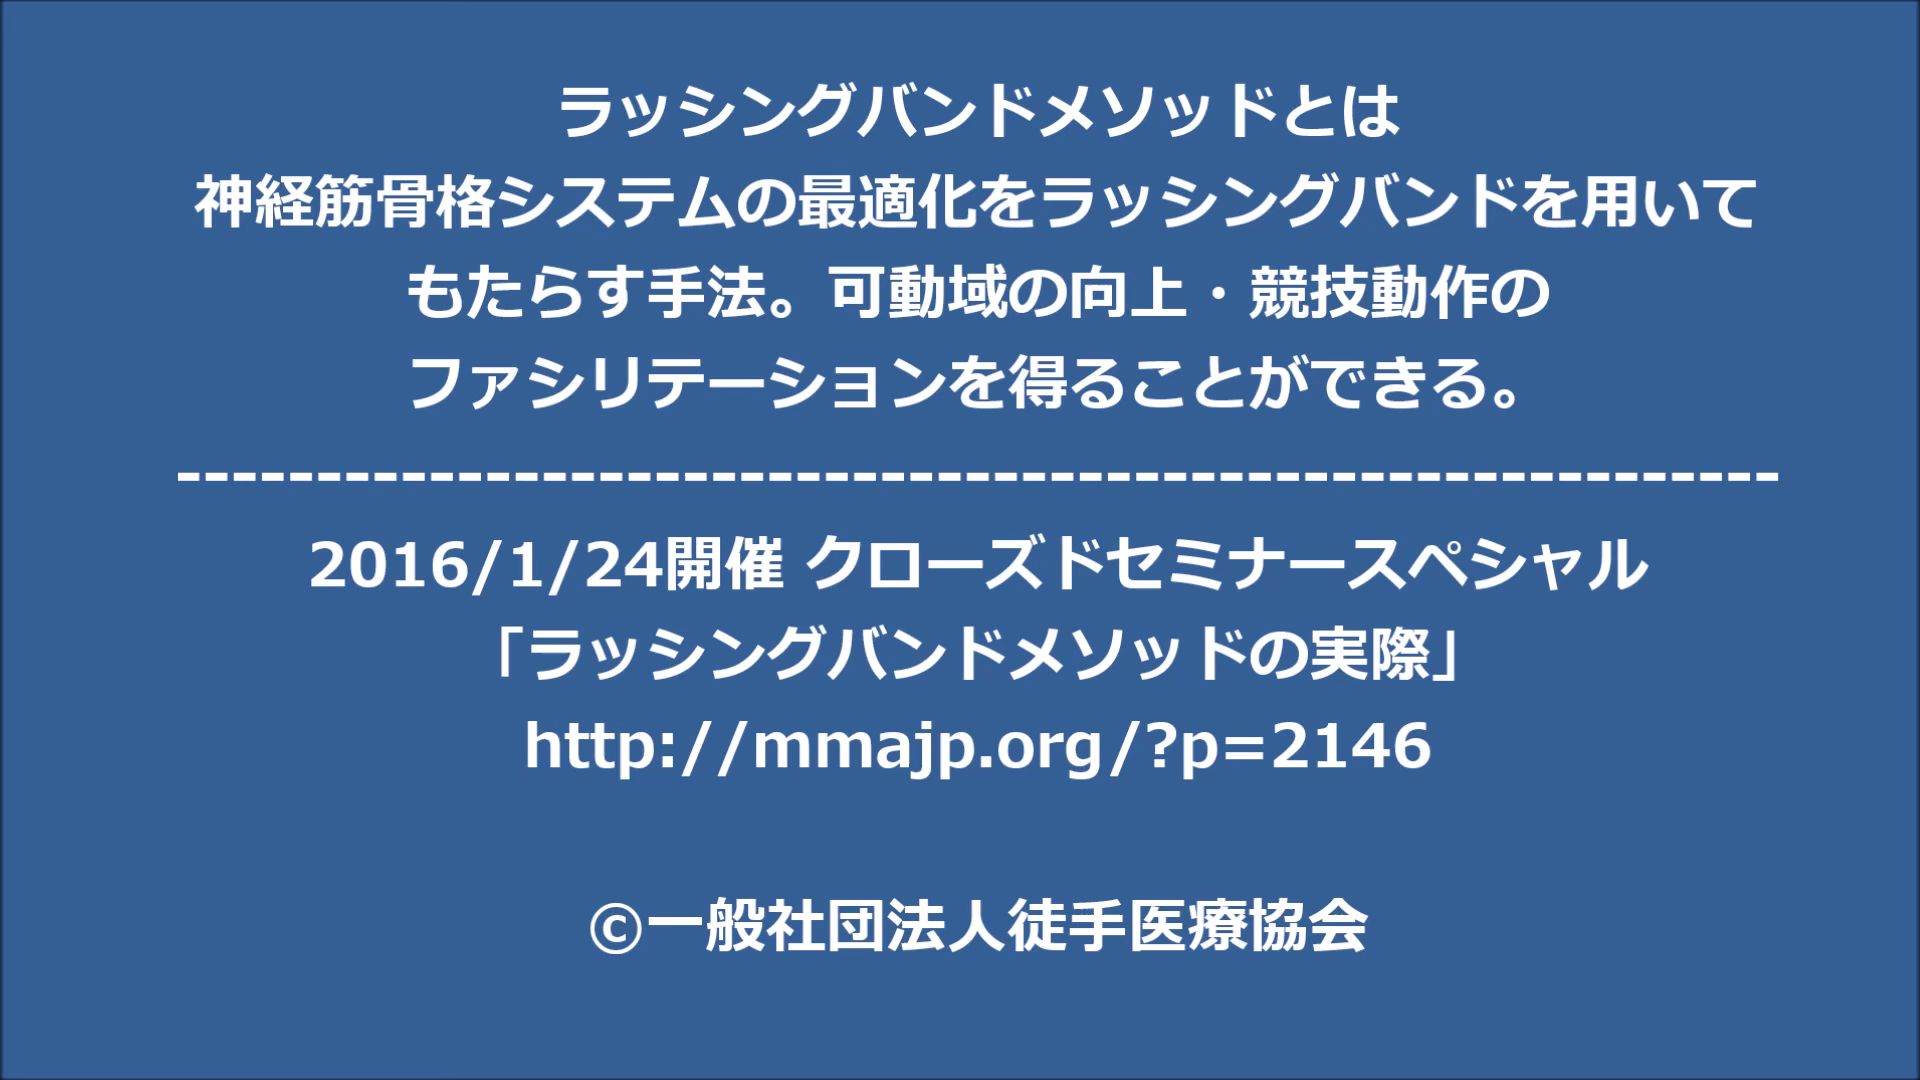 ラッシングバンドメソッドとは
神経筋骨格システムの最適化をラッシングバンドを用いて
もたらす手法。可動域の向上・競技動作の
ファシリテーションを得ることができる。
---------------------------------------------------------
2016/1/24開催 クローズドセミナースペシャル
「ラッシングバンドメソッドの実際」
http://mmajp.org/?p=2146
©一般社団法人徒手医療協会